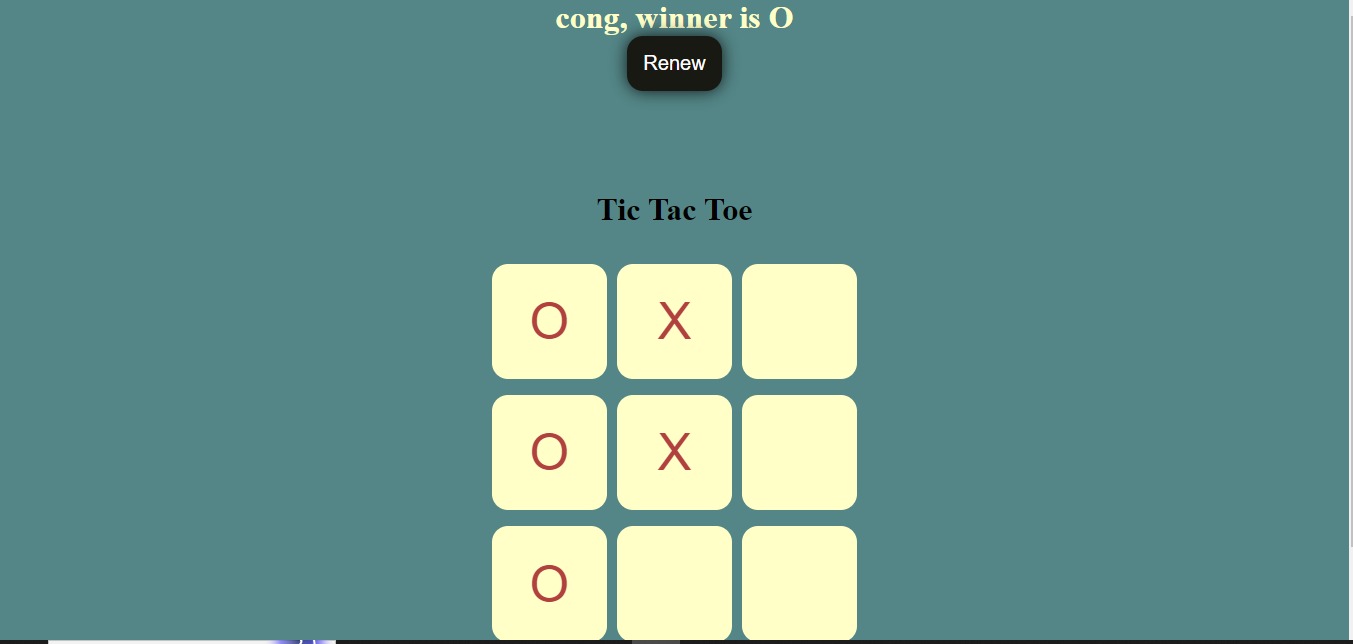 cong, winner is O
Renew
Tic Tac Toe
O X
O X
O